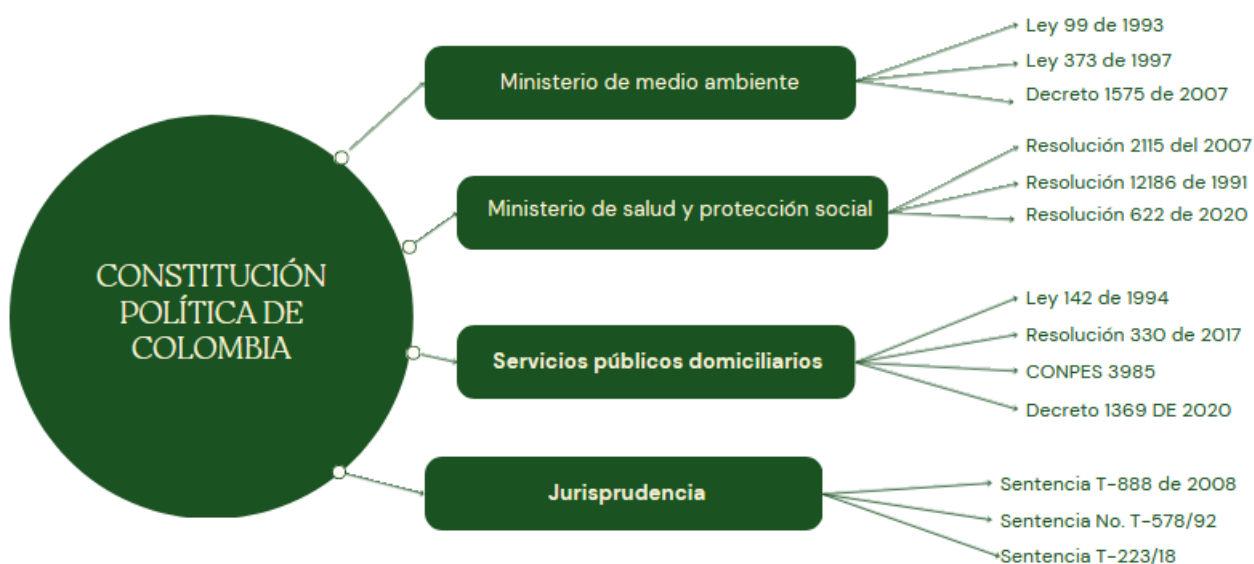 CONSTITUCIÓN
POLÍTICA DE
COLOMBIA
Ministerio de medio ambiente
Ley 99 de 1993
Ley 373 de 1997
Decreto 1575 de 2007
Ministerio de salud y protección social
Resolución 2115 del 2007
Resolución 12186 de 1991
Resolución 622 de 2020
Servicios públicos domiciliarios
Ley 142 de 1994
Resolución 330 de 2017
CONPES 3985
Decreto 1369 DE 2020
Jurisprudencia
Sentencia T-888 de 2008
Sentencia No. T-578/92
Sentencia T-223/18